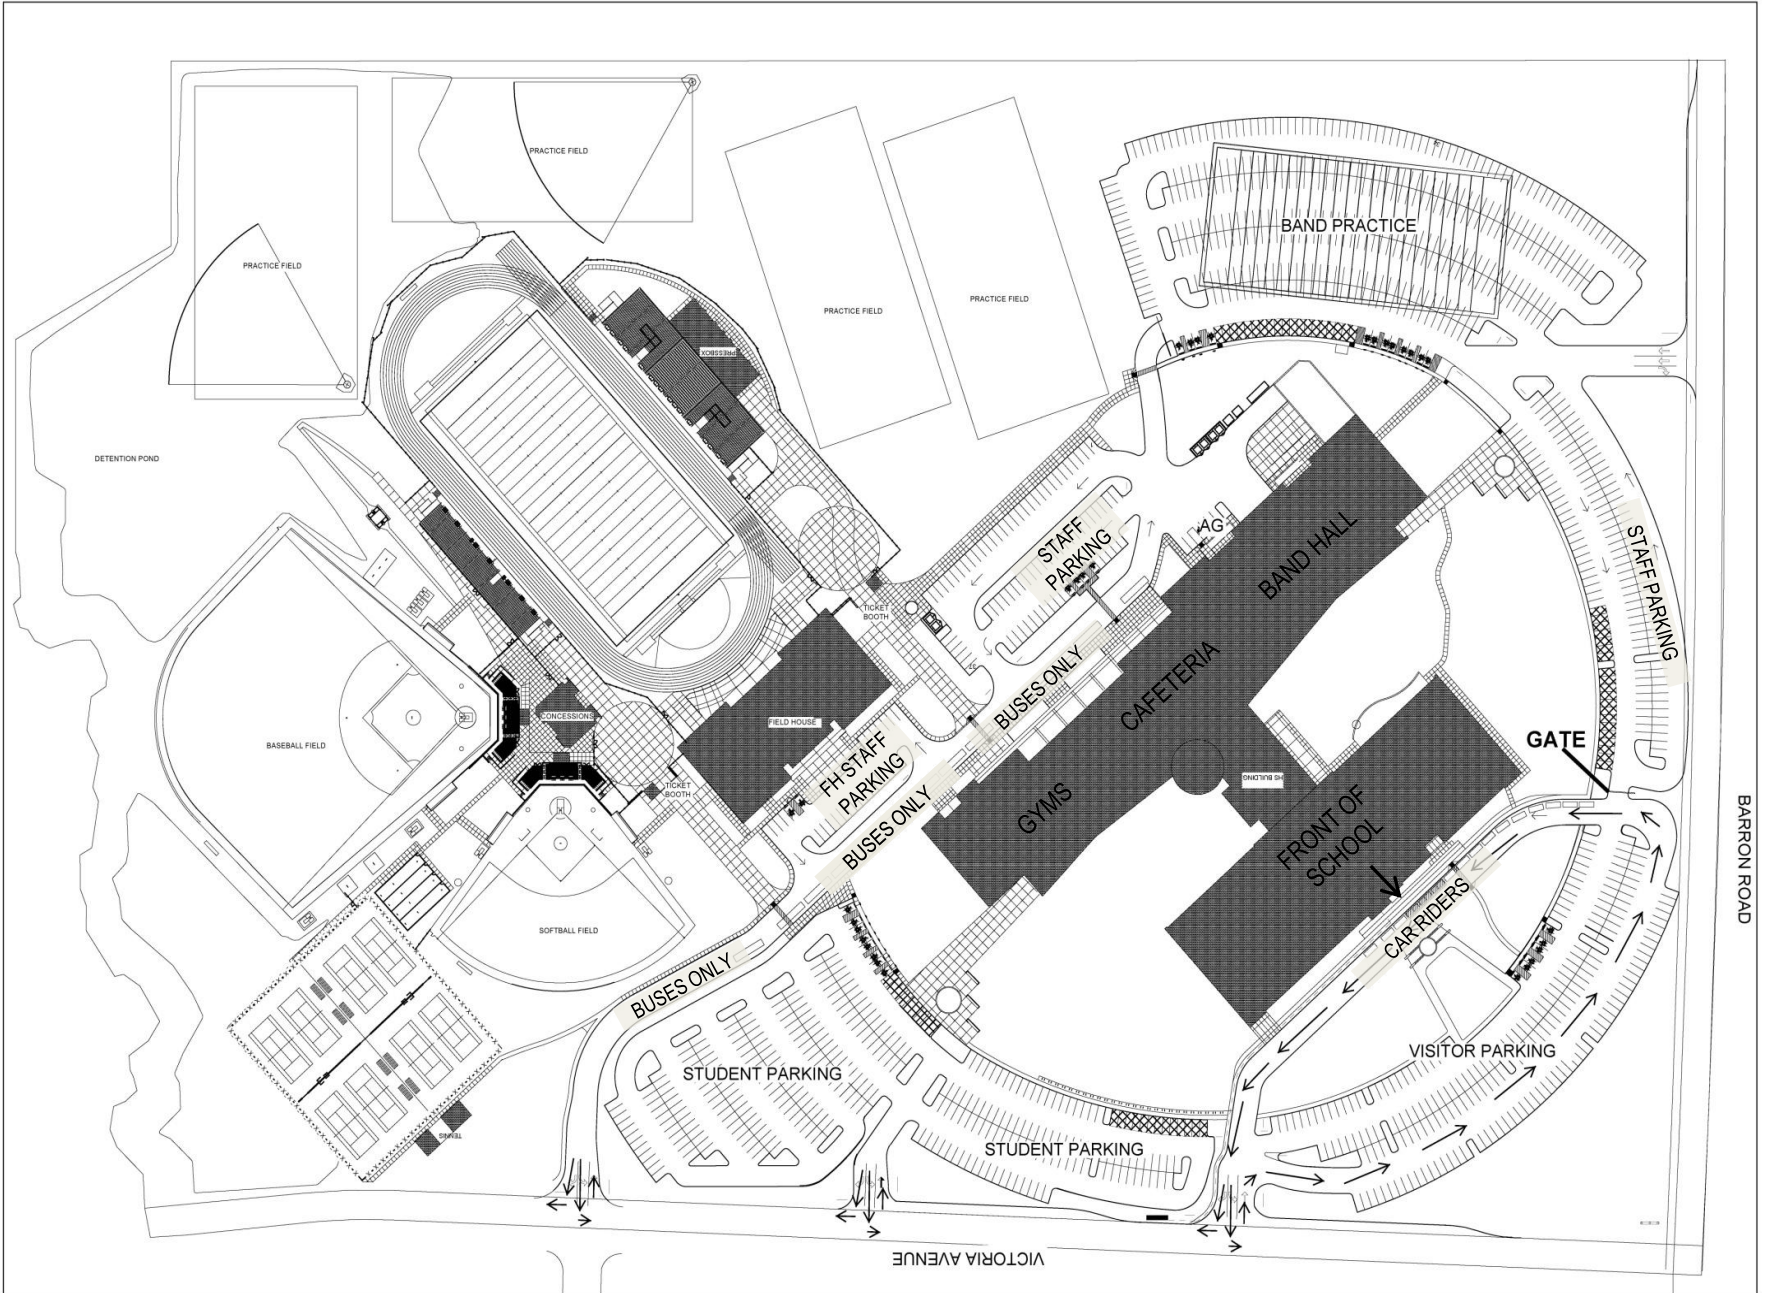 PRACTICE FIELD
PRACTICE FIELD
PRACTICE FIELD
PRACTICE FIELD
BAND PRACTICE
PRESSBOX
DETENTION POND
STAFF
PARKING
AG
BAND HALL
STAFF PARKING
TICKET
BOOTH
BUSES ONLY
CAFETERIA
37
CONCESSIONS
FIELD HOUSE
BASEBALL FIELD
FH STAFF
PARKING
TICKET
BOOTH
BUSES ONLY
GYMS
HS BUILDING
GATE
FRONT OF
SCHOOL
BARRON ROAD
CAR RIDERS
SOFTBALL FIELD
BUSES ONLY
VISITOR PARKING
STUDENT PARKING
TENNIS
STUDENT PARKING
VICTORIA AVENUE